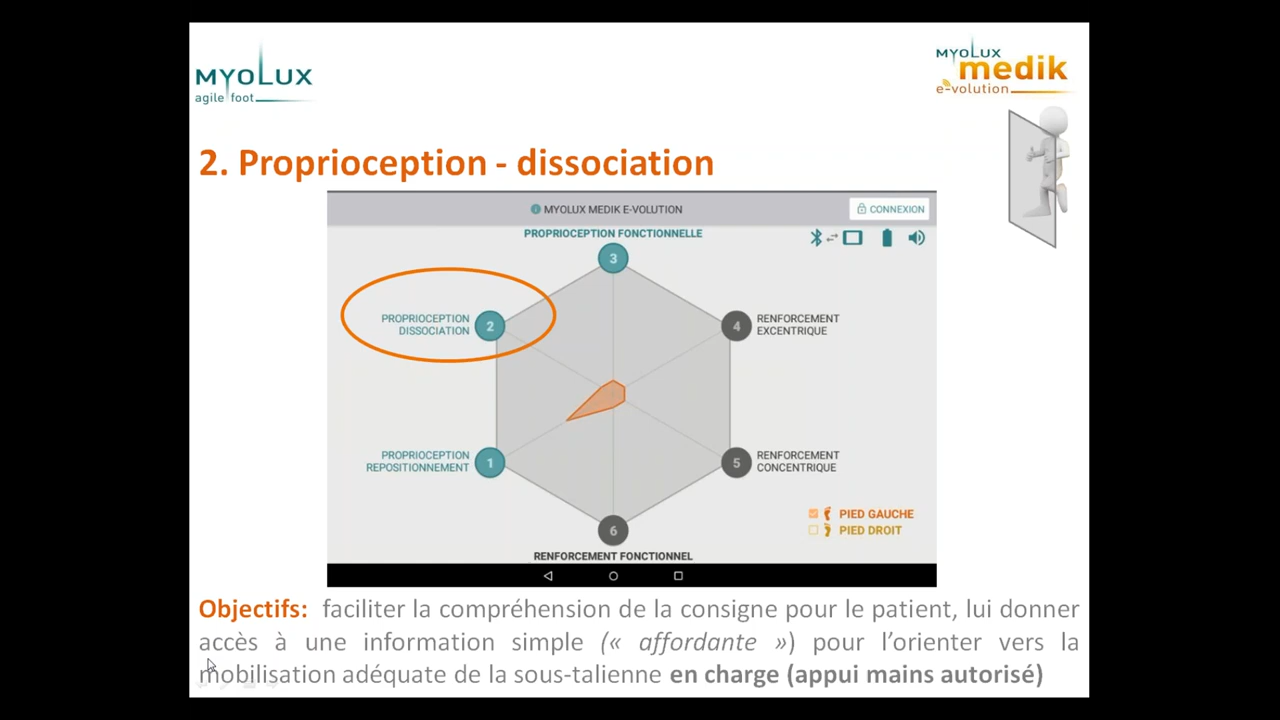 MYOLUX
agile foot
MYOLUX
medik
e-volution
2. Proprioception - dissociation
MYOLUX MEDIK E-VOLUTION
CONNEXION
PROPRIOCEPTION FONCTIONNELLE
3
PROPRIOCEPTION
DISSOCIATION
2
4
RENFORCEMENT
EXCENTRIQUE
PROPRIOCEPTION
REPOSITIONNEMENT
1
5
RENFORCEMENT
CONCENTRIQUE
PIED GAUCHE
PIED DROIT
6
RENFORCEMENT FONCTIONNEL
Objectifs: faciliter la compréhension de la consigne pour le patient, lui donner
accès à une information simple (« affordante ») pour l’orienter vers la
mobilisation adéquate de la sous-talienne en charge (appui mains autorisé)